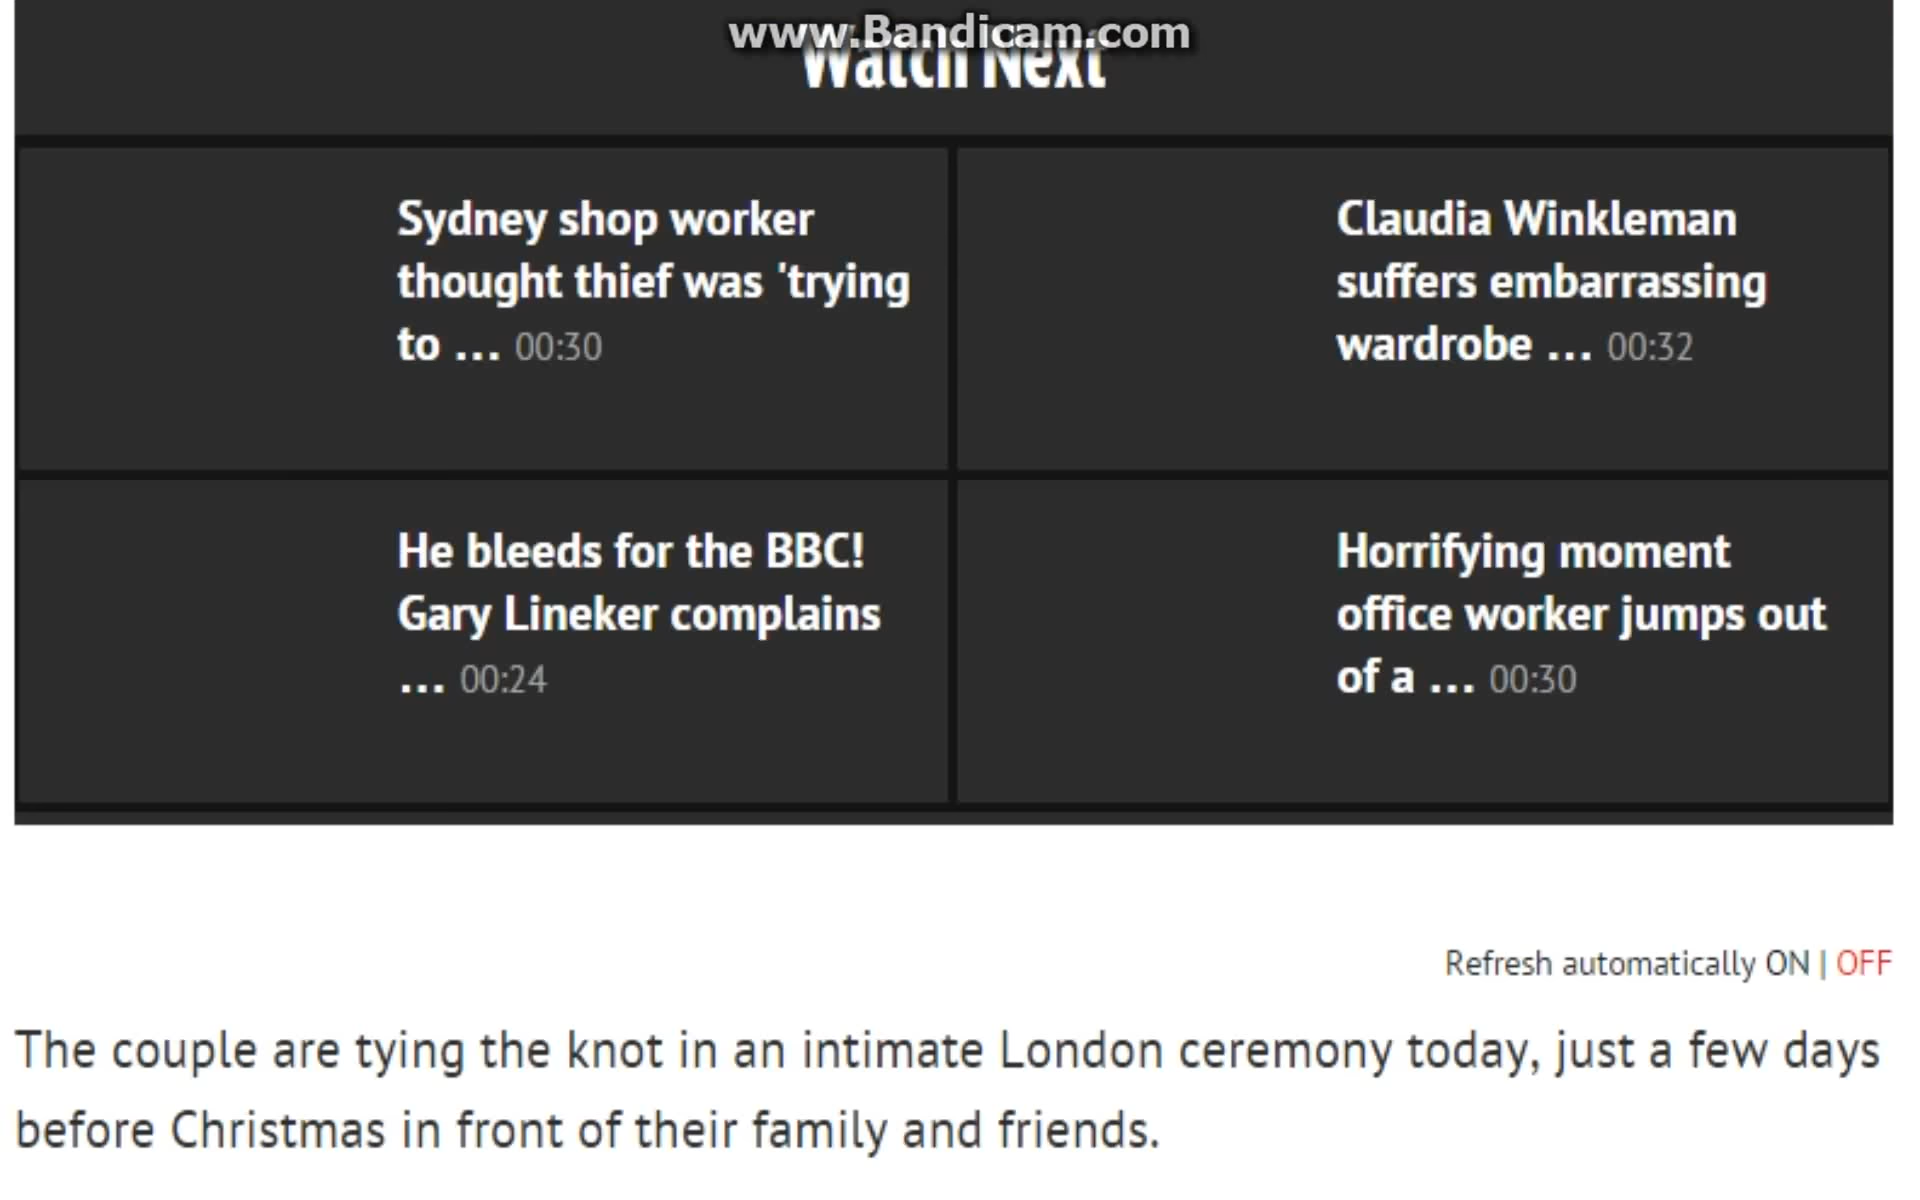 www.Bandicam.com
Watch Next
Sydney shop worker
thought thief was 'trying
to ... 00:30
Claudia Winkleman
suffers embarrassing
wardrobe ... 00:32
He bleeds for the BBC!
Gary Lineker complains
... 00:24
Horrifying moment
office worker jumps out
of a ... 00:30
Refresh automatically ON | OFF
The couple are tying the knot in an intimate London ceremony today, just a few days
before Christmas in front of their family and friends.